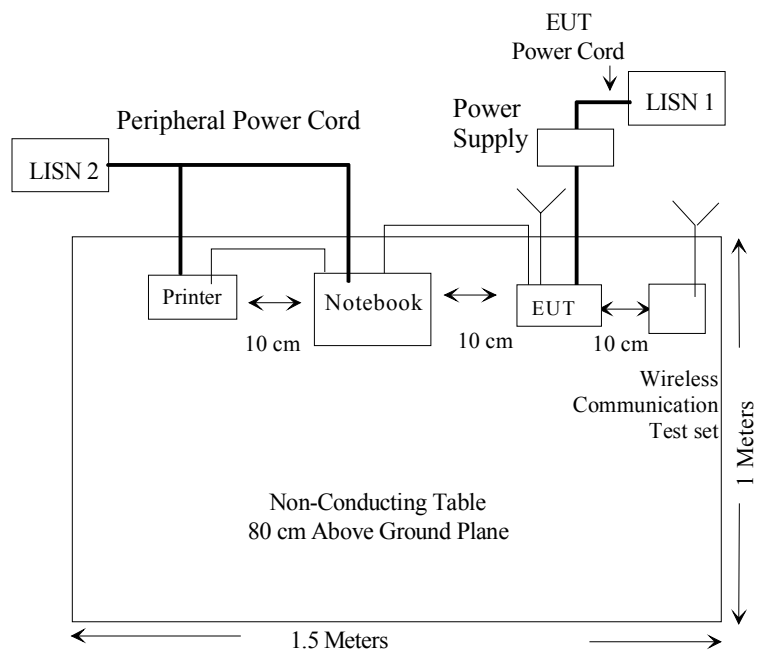 EUT
Power Cord
LISN 1
Power
Supply
Peripheral Power Cord
LISN 2
Printer
Notebook
EUT
10 cm
10 cm
10 cm
Wireless
Communication
Test set
1 Meters
Non-Conducting Table
80 cm Above Ground Plane
1.5 Meters